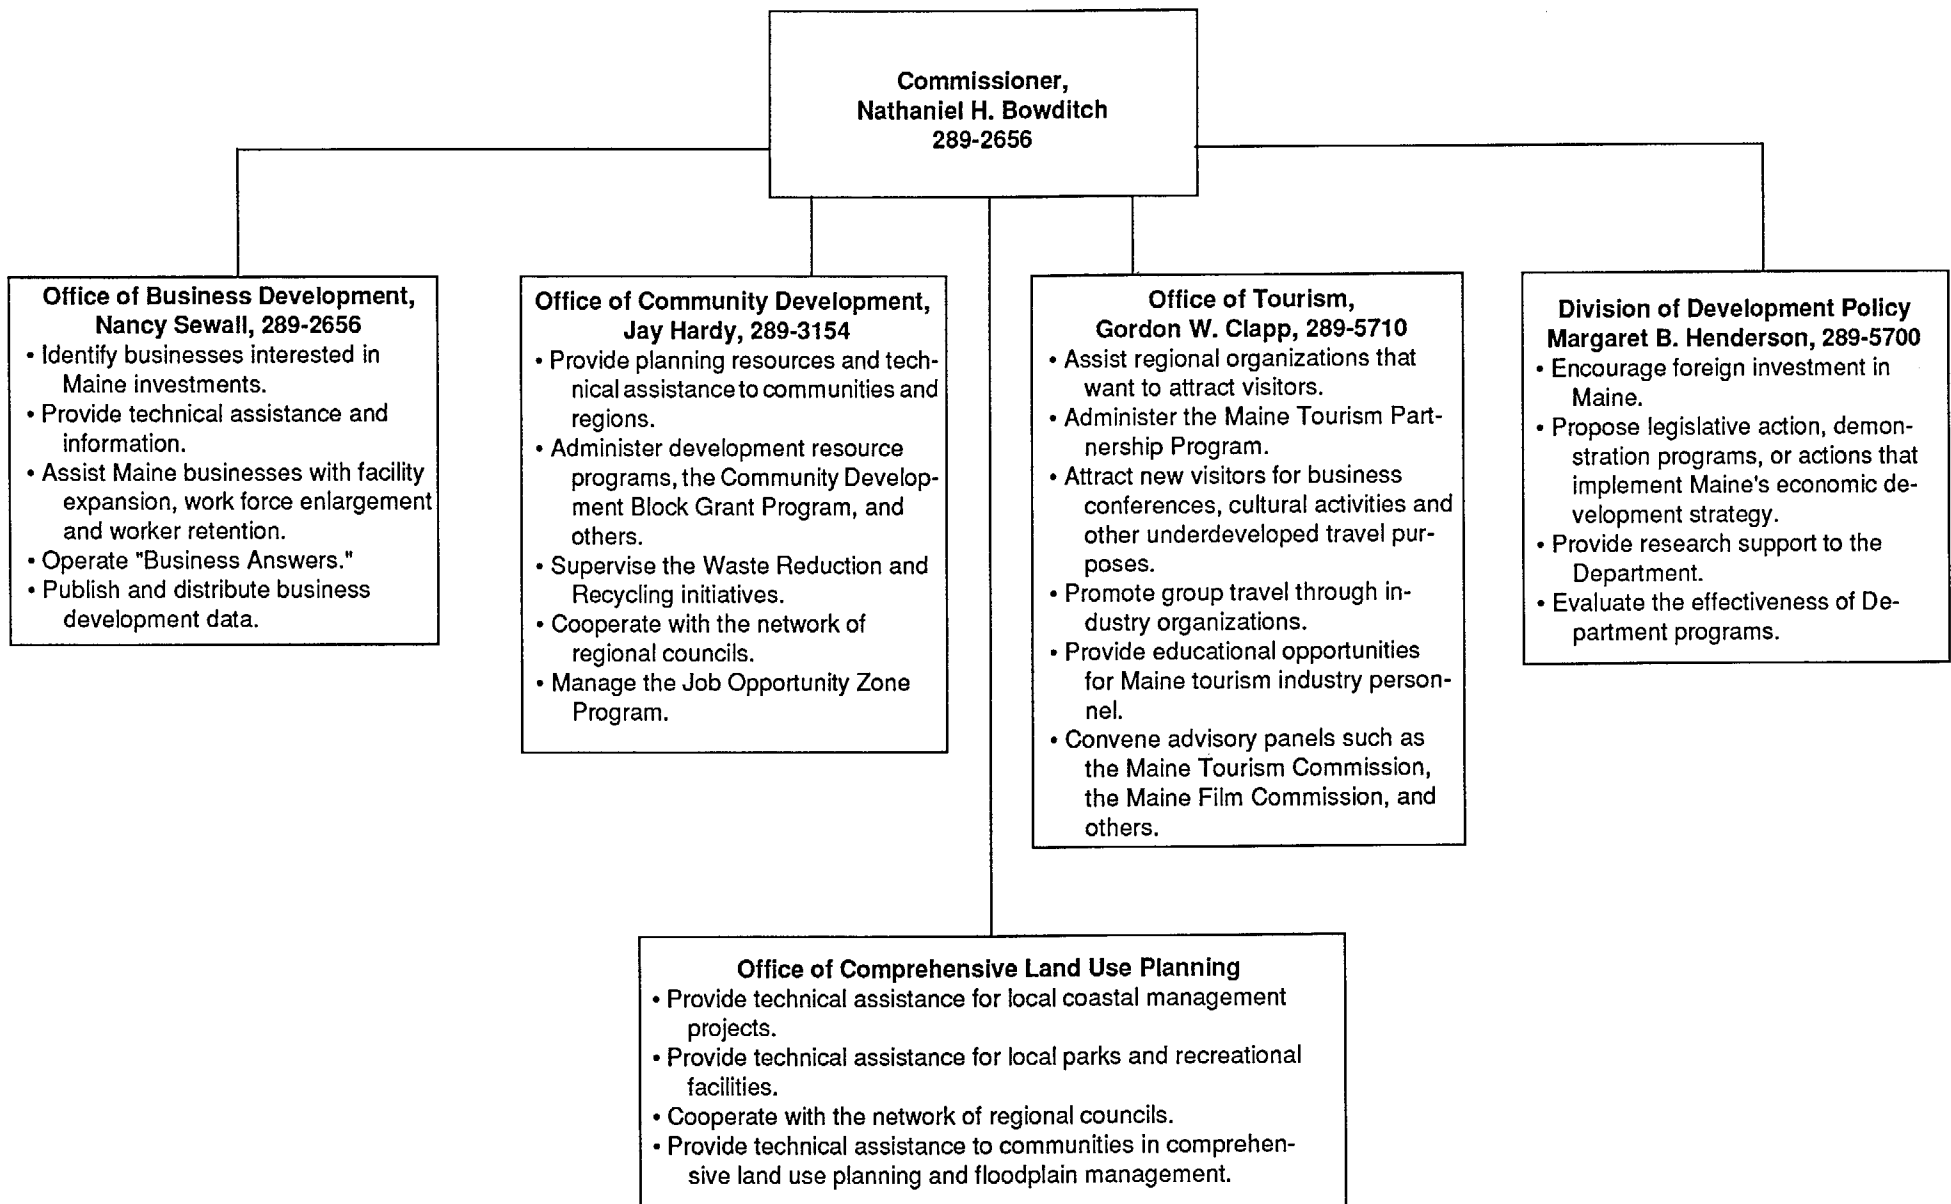 Commissioner,
Nathaniel H. Bowditch
289-2656
Office of Business Development,
Nancy Sewall, 289-2656
• Identify businesses interested in
Maine investments.
• Provide technical assistance and
information.
• Assist Maine businesses with facility
expansion, work force enlargement
and worker retention.
• Operate "Business Answers."
• Publish and distribute business
development data.
Office of Community Development,
Jay Hardy, 289-3154
• Provide planning resources and tech-
nical assistance to communities and
regions.
• Administer development resource
programs, the Community Develop-
ment Block Grant Program, and
others.
• Supervise the Waste Reduction and
Recycling initiatives.
• Cooperate with the network of
regional councils.
• Manage the Job Opportunity Zone
Program.
Office of Tourism,
Gordon W. Clapp, 289-5710
• Assist regional organizations that
want to attract visitors.
• Administer the Maine Tourism Part-
nership Program.
• Attract new visitors for business
conferences, cultural activities and
other underdeveloped travel pur-
poses.
• Promote group travel through in-
dustry organizations.
• Provide educational opportunities
for Maine tourism industry person-
nel.
• Convene advisory panels such as
the Maine Tourism Commission,
the Maine Film Commission, and
others.
Division of Development Policy
Margaret B. Henderson, 289-5700
• Encourage foreign investment in
Maine.
• Propose legislative action, demon-
stration programs, or actions that
implement Maine's economic de-
velopment strategy.
• Provide research support to the
Department.
• Evaluate the effectiveness of De-
partment programs.
Office of Comprehensive Land Use Planning
• Provide technical assistance for local coastal management
projects.
• Provide technical assistance for local parks and recreational
facilities.
• Cooperate with the network of regional councils.
• Provide technical assistance to communities in comprehen-
sive land use planning and floodplain management.